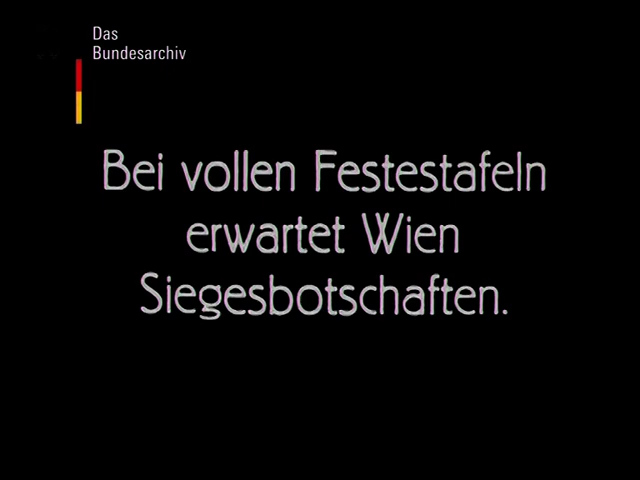 Das
Bundesarchiv
Bei vollen Festestafeln
erwartet Wien
Siegesbotschaften.